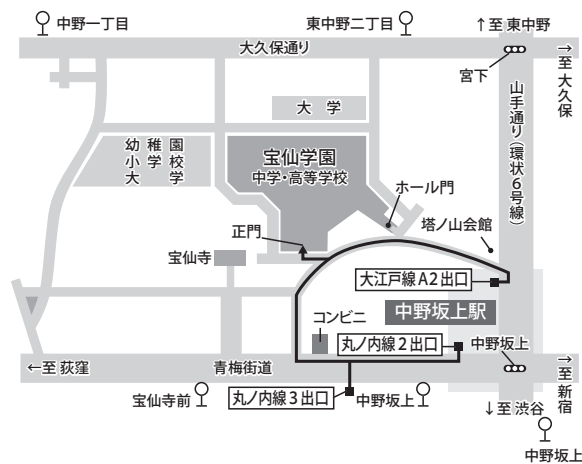 中野一丁目
東中野二丁目
↑至 東中野
大久保通り
→至 大久保
宮下
山手通り(環状6号線)
大学
幼稚園
小学校
大学
宝仙学園
中学・高等学校
ホール門
正門
塔ノ山会館
宝仙寺
大江戸線A2出口
中野坂上駅
コンビニ
丸ノ内線2出口
中野坂上
←至 荻窪
青梅街道
→至 新宿
宝仙寺前
丸ノ内線3出口
中野坂上
↓至 渋谷
中野坂上